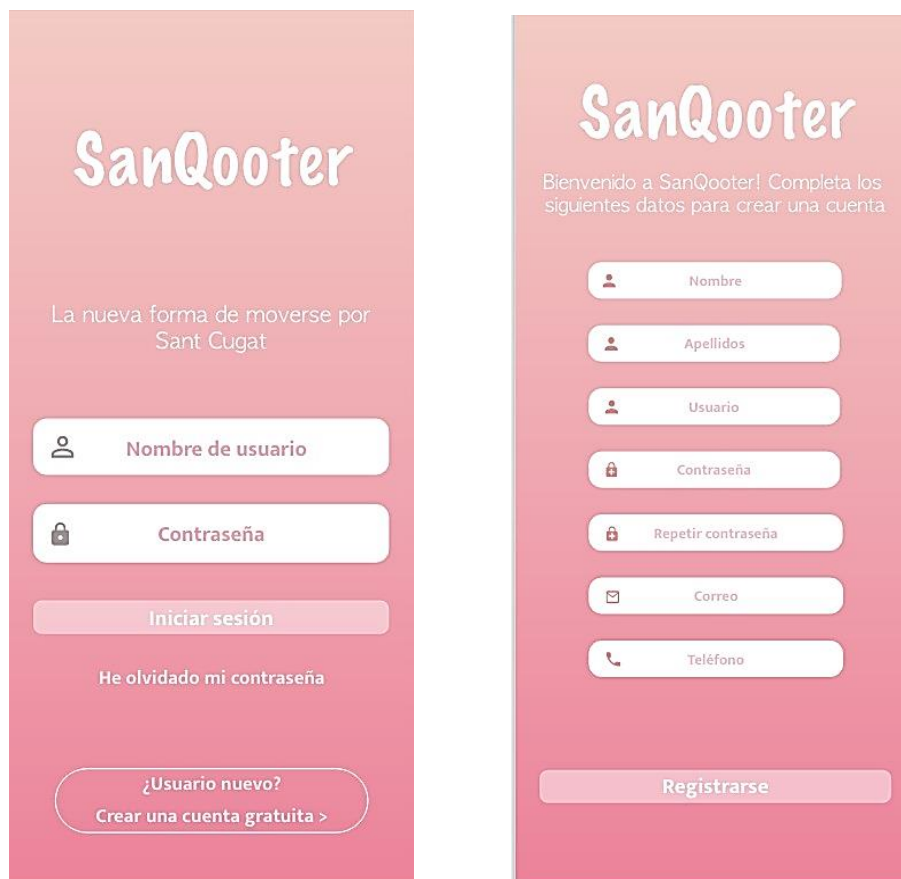 SanQooter
La nueva forma de moverse por
Sant Cugat
Nombre de usuario
Contraseña
Iniciar sesión
He olvidado mi contraseña
¿Usuario nuevo?
Crear una cuenta gratuita >
SanQooter
Bienvenido a SanQooter! Completa los
siguientes datos para crear una cuenta
Nombre
Apellidos
Usuario
Contraseña
Repetir contraseña
Correo
Teléfono
Registrarse